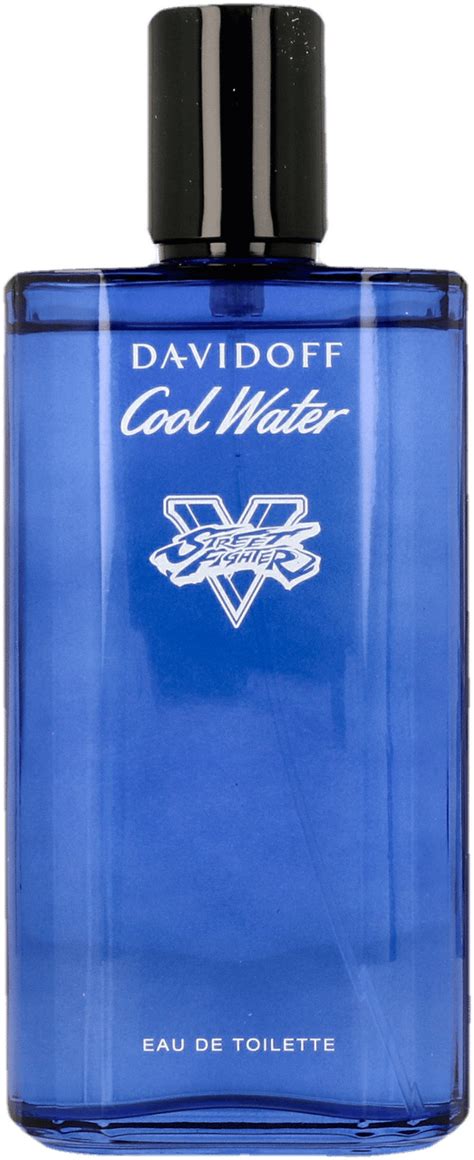 DAVIDOFF
Cool Water
V
STREET
FIGHTER
EAU DE TOILETTE